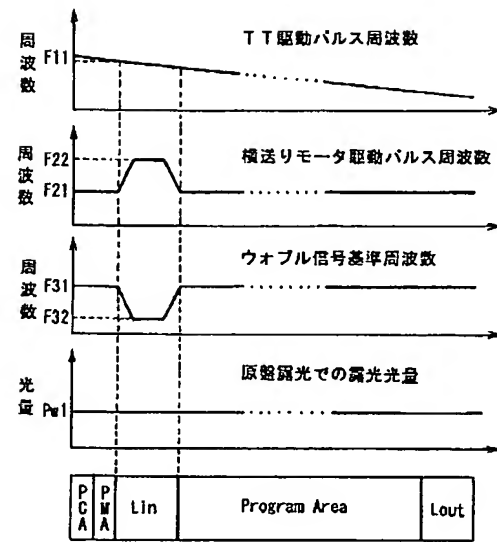 TT駆動パルス周波数
周波数
F11
横送りモータ駆動パルス周波数
周波数
F22
F21
ウォブル信号基準周波数
周波数
F31
F32
原盤露光での露光光量
光量
Pw1
PCA
PMA
Lin
Program Area
Lout